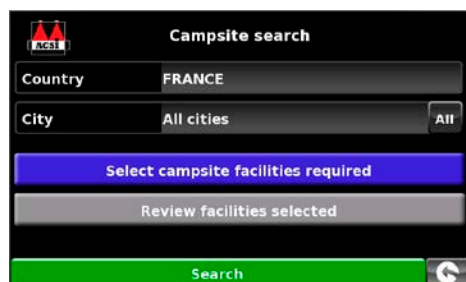 ACSI Campsite search
Country FRANCE
City All cities All
Select campsite facilities required
Review facilities selected
Search